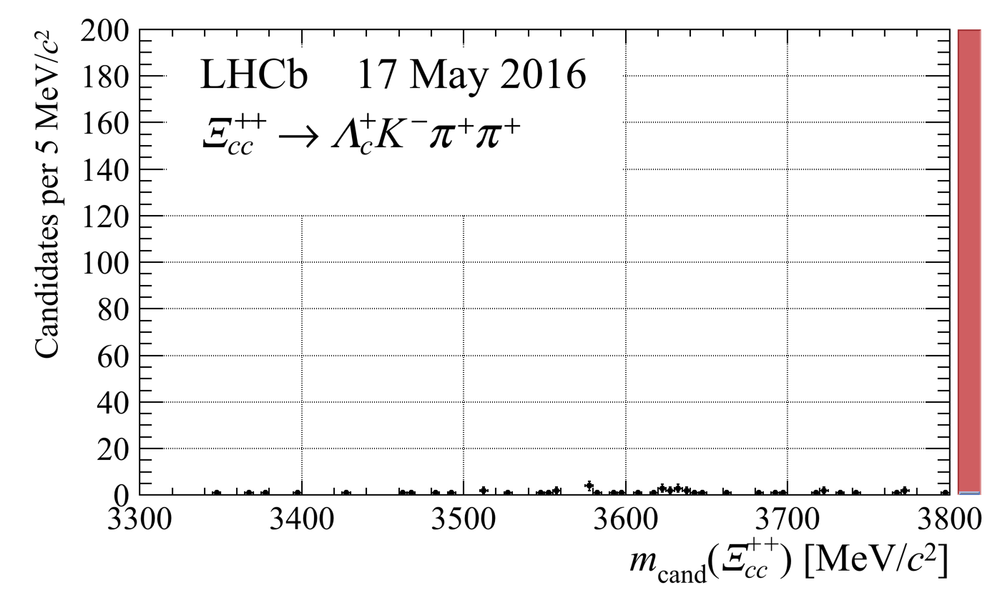 Candidates per 5 MeV/c²
200
180
160
140
120
100
80
60
40
20
0
LHCb 17 May 2016
Ξcc++ → Λc+ K− π+ π+
3300 3400 3500 3600 3700 3800
mcand(Ξcc++) [MeV/c²]